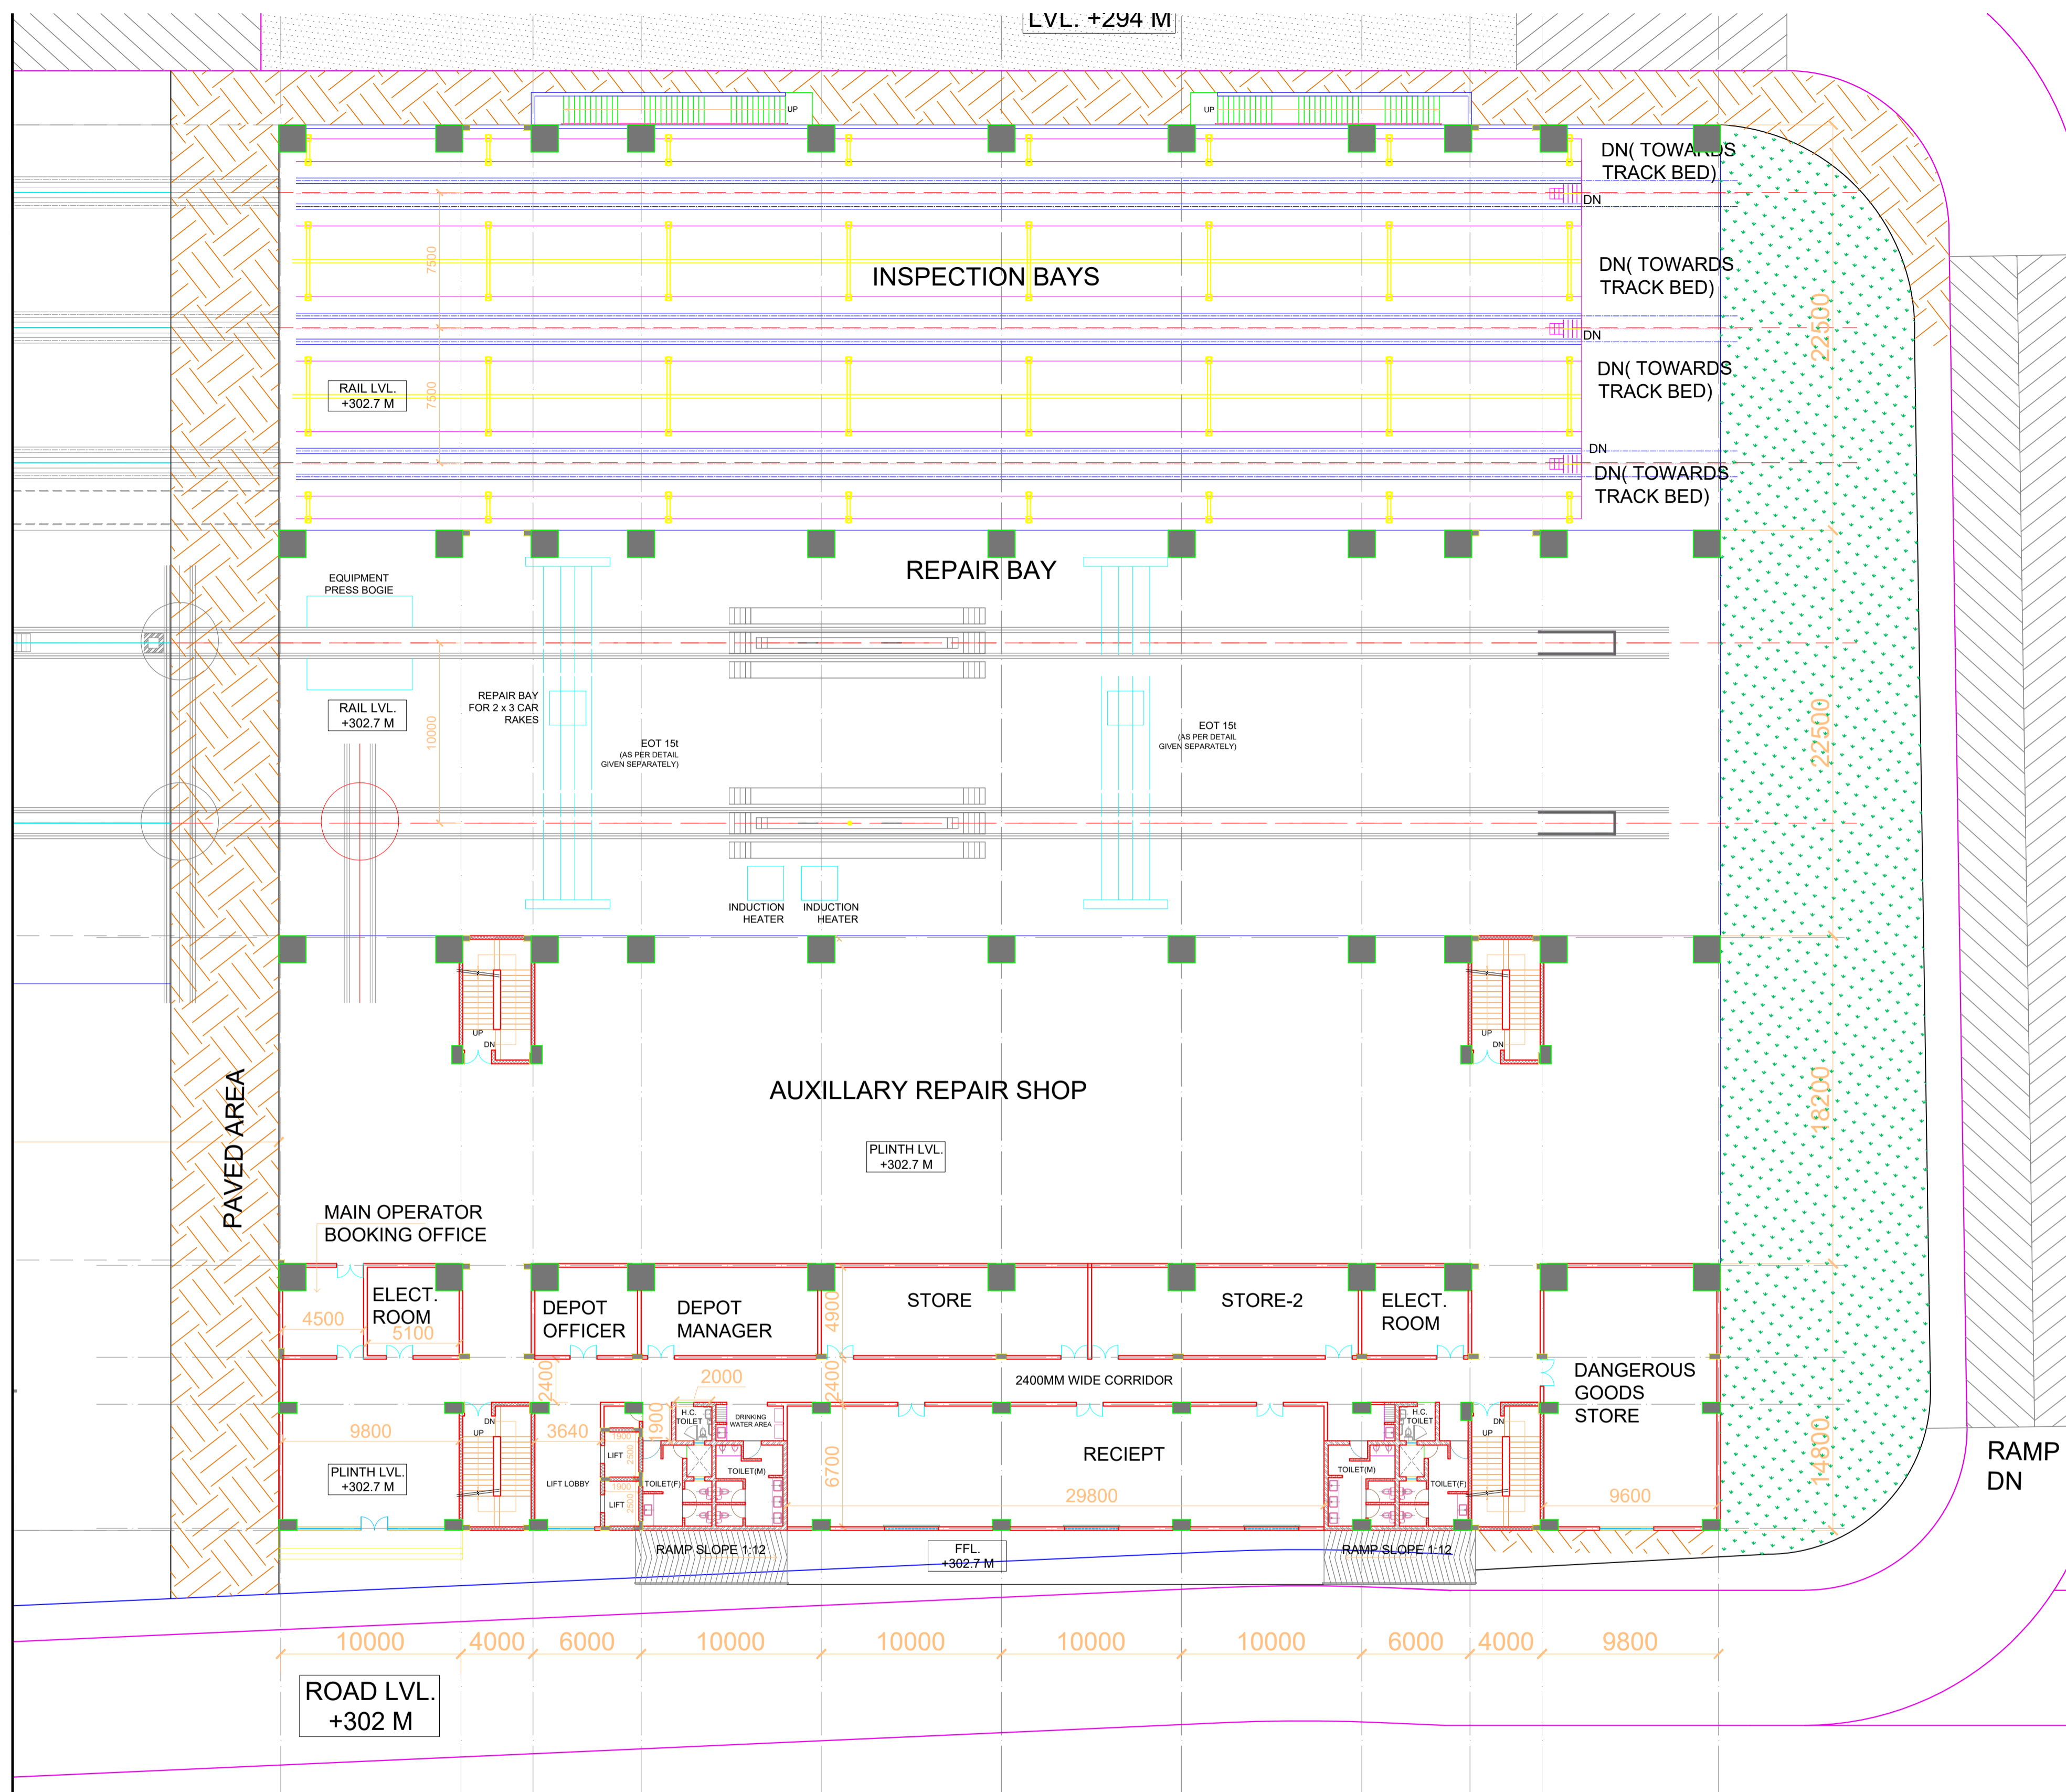 LVL. +294 M
UP
UP
DN( TOWARDS
TRACK BED)
DN
7500
INSPECTION BAYS
DN( TOWARDS
TRACK BED)
22500
DN
RAIL LVL.
+302.7 M
7500
DN( TOWARDS
TRACK BED)
DN
DN( TOWARDS
TRACK BED)
REPAIR BAY
EQUIPMENT
PRESS BOGIE
RAIL LVL.
+302.7 M
10000
REPAIR BAY
FOR 2 x 3 CAR
RAKES
EOT 15t
(AS PER DETAIL
GIVEN SEPARATELY)
EOT 15t
(AS PER DETAIL
GIVEN SEPARATELY)
22500
INDUCTION
HEATER
INDUCTION
HEATER
UP
DN
UP
DN
PAVED AREA
AUXILLARY REPAIR SHOP
18200
PLINTH LVL.
+302.7 M
MAIN OPERATOR
BOOKING OFFICE
4500
ELECT.
ROOM
5100
DEPOT
OFFICER
DEPOT
MANAGER
4900
STORE
STORE-2
ELECT.
ROOM
2400
2000
2400
2400MM WIDE CORRIDOR
DANGEROUS
GOODS
STORE
9800
PLINTH LVL.
+302.7 M
DN
UP
3640
LIFT LOBBY
1900
LIFT
2500
1900
LIFT
2500
1900
H.C.
TOILET
DRINKING
WATER AREA
TOILET(F)
TOILET(M)
6700
RECIEPT
29800
TOILET(M)
H.C.
TOILET
TOILET(F)
DN
UP
9600
14800
RAMP
DN
RAMP SLOPE 1:12
FFL.
+302.7 M
RAMP SLOPE 1:12
10000
4000
6000
10000
10000
10000
10000
6000
4000
9800
ROAD LVL.
+302 M